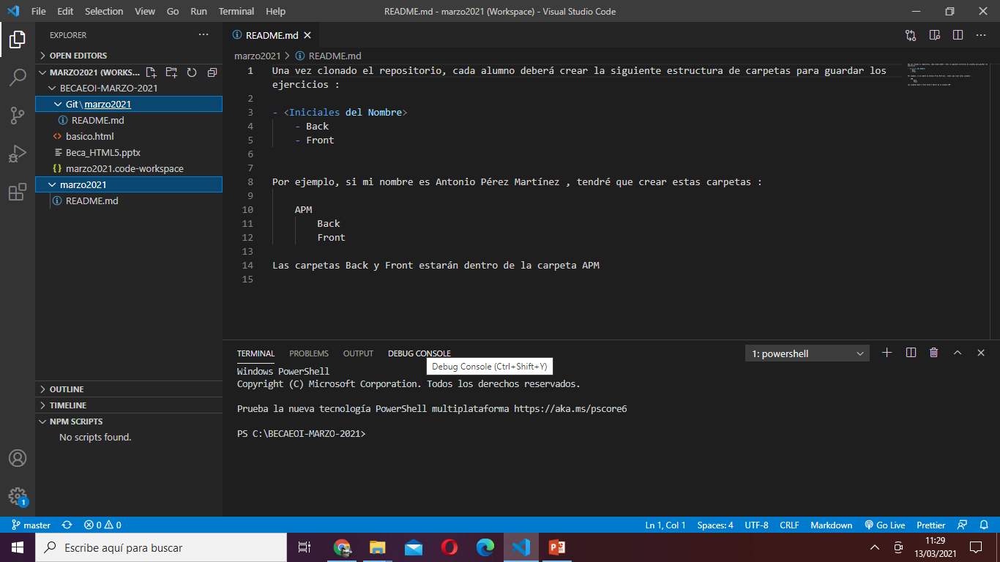 File Edit Selection View Go Run Terminal Help
README.md - marzo2021 (Workspace) - Visual Studio Code
EXPLORER
OPEN EDITORS
MARZO2021 (WORKS...
BECAEOI-MARZO-2021
Git\marzo2021
README.md
basico.html
Beca_HTML5.pptx
marzo2021.code-workspace
marzo2021
README.md
OUTLINE
TIMELINE
NPM SCRIPTS
No scripts found.
README.md
marzo2021 > README.md
1 Una vez clonado el repositorio, cada alumno deberá crear la siguiente estructura de carpetas para guardar los
ejercicios :
2
3 - <Iniciales del Nombre>
4 - Back
5 - Front
6
7
8 Por ejemplo, si mi nombre es Antonio Pérez Martínez , tendré que crear estas carpetas :
9
10 APM
11 Back
12 Front
13
14 Las carpetas Back y Front estarán dentro de la carpeta APM
15
TERMINAL PROBLEMS OUTPUT DEBUG CONSOLE
1: powershell
Debug Console (Ctrl+Shift+Y)
Windows PowerShell
Copyright (C) Microsoft Corporation. Todos los derechos reservados.
Prueba la nueva tecnología PowerShell multiplataforma https://aka.ms/pscore6
PS C:\BECAEOI-MARZO-2021>
1
master 0 0
Ln 1, Col 1 Spaces: 4 UTF-8 CRLF Markdown Go Live Prettier
Escribe aquí para buscar
11:29
13/03/2021